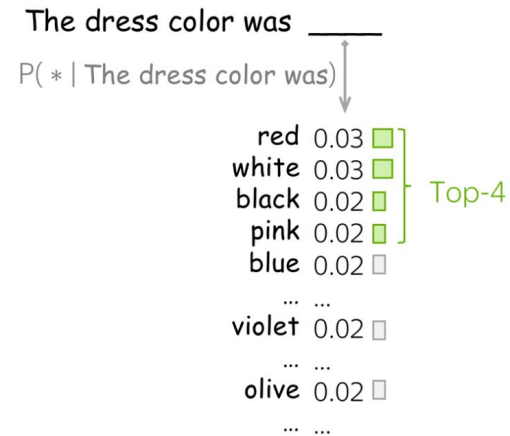 The dress color was ____
P( * | The dress color was)
red 0.03
white 0.03
black 0.02
pink 0.02
Top-4
blue 0.02
... ...
violet 0.02
... ...
olive 0.02
... ...